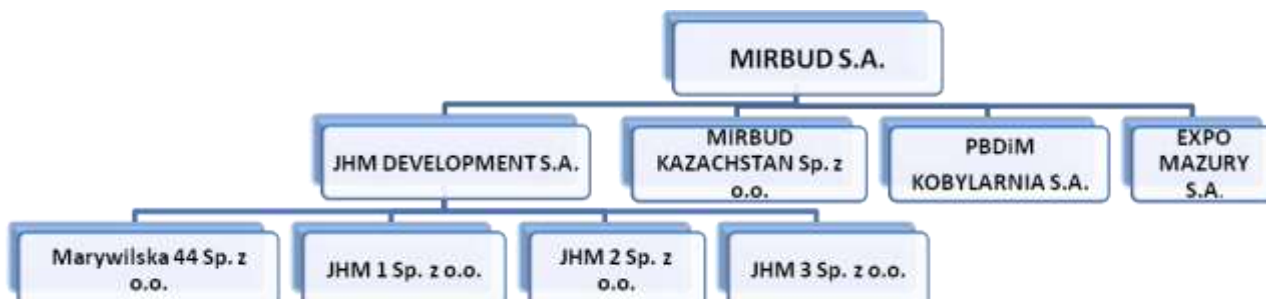 MIRBUD S.A.
JHM DEVELOPMENT S.A.
MIRBUD
KAZACHSTAN Sp. z
o.o.
PBDiM
KOBYLARNIA S.A.
EXPO
MAZURY
S.A.
Marywilska 44 Sp. z
o.o.
JHM 1 Sp. z o.o.
JHM 2 Sp. z
o.o.
JHM 3 Sp. z o.o.